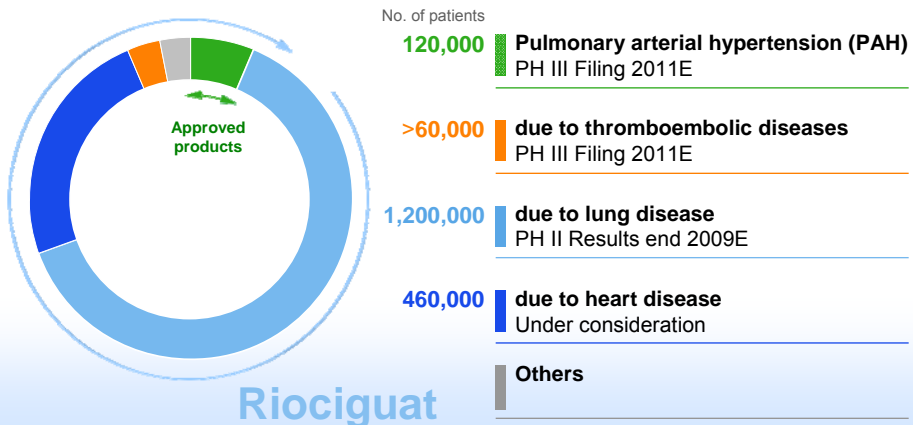 No. of patients
120,000
Pulmonary arterial hypertension (PAH)
PH III Filing 2011E
Approved
products
>60,000
due to thromboembolic diseases
PH III Filing 2011E
1,200,000
due to lung disease
PH II Results end 2009E
460,000
due to heart disease
Under consideration
Others
Riociguat